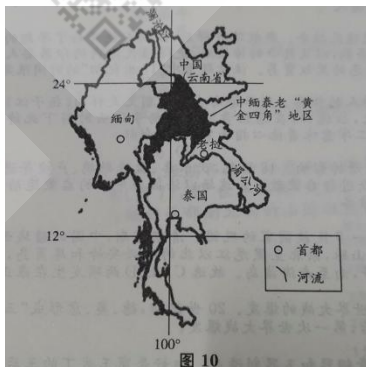 24°
中国
(云南省)
中缅泰老“黄
金四角”地区
缅甸
老挝
湄公河
泰国
12°
首都
河流
100°
图 10